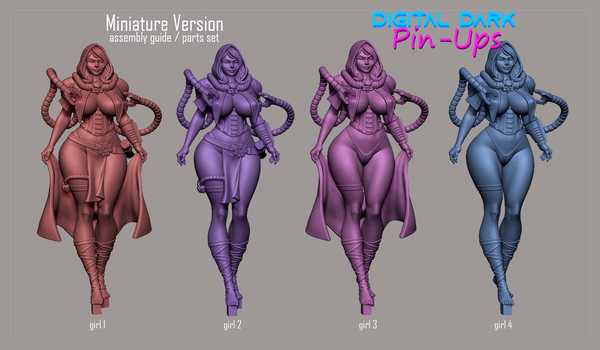 Miniature Version
assembly guide / parts set
DIGITAL DARK
Pin-Ups
girl 1
girl 2
girl 3
girl 4